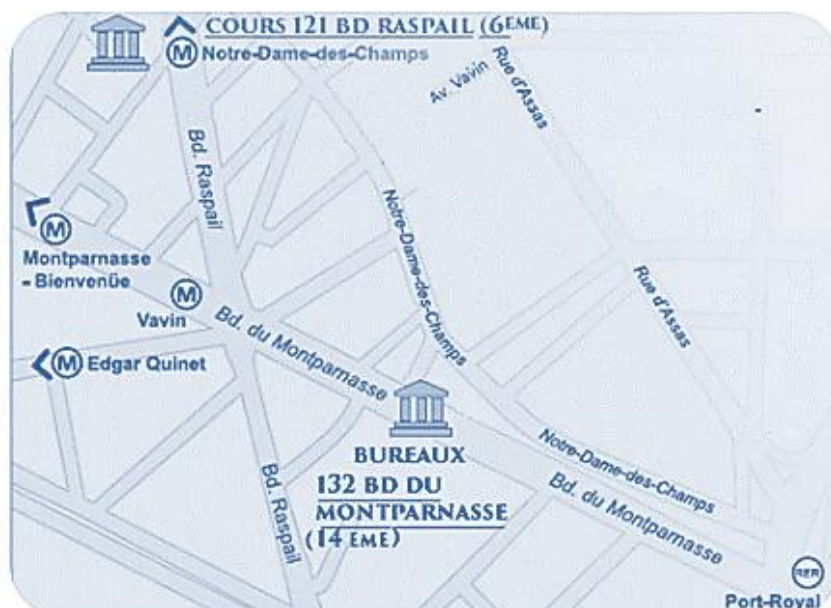 COURS 121 BD RASPAIL (6EME)
M Notre-Dame-des-Champs
Av. Vavin
Rue d'Assas
Bd. Raspail
Notre-Dame-des-Champs
M
Montparnasse
- Bienvenüe
M
Vavin
Rue d'Assas
Bd. du Montparnasse
M Edgar Quinet
BUREAUX
132 BD DU
MONTPARNASSE
(14 EME)
Bd. Raspail
Notre-Dame-des-Champs
Bd. du Montparnasse
RER
Port-Royal